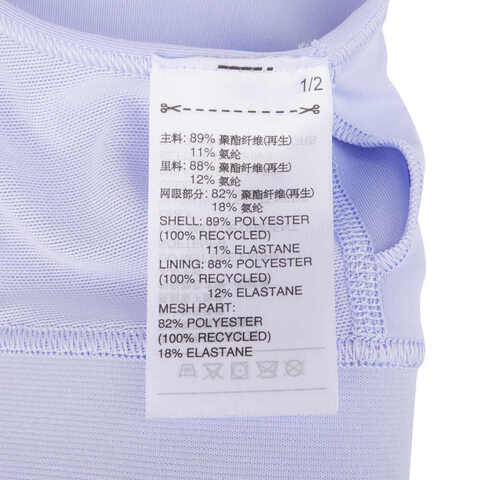 1/2
主料: 89% 聚酯纤维(再生)
11% 氨纶
里料: 88% 聚酯纤维(再生)
12% 氨纶
网眼部分: 82% 聚酯纤维(再生)
18% 氨纶
SHELL: 89% POLYESTER
(100% RECYCLED)
11% ELASTANE
LINING: 88% POLYESTER
(100% RECYCLED)
12% ELASTANE
MESH PART:
82% POLYESTER
(100% RECYCLED)
18% ELASTANE